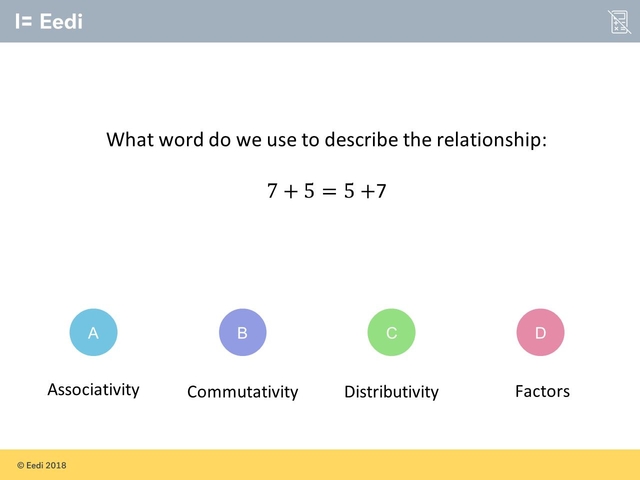 I= Eedi
What word do we use to describe the relationship:
7 + 5 = 5 +7
A
B
C
D
Associativity
Commutativity
Distributivity
Factors
© Eedi 2018